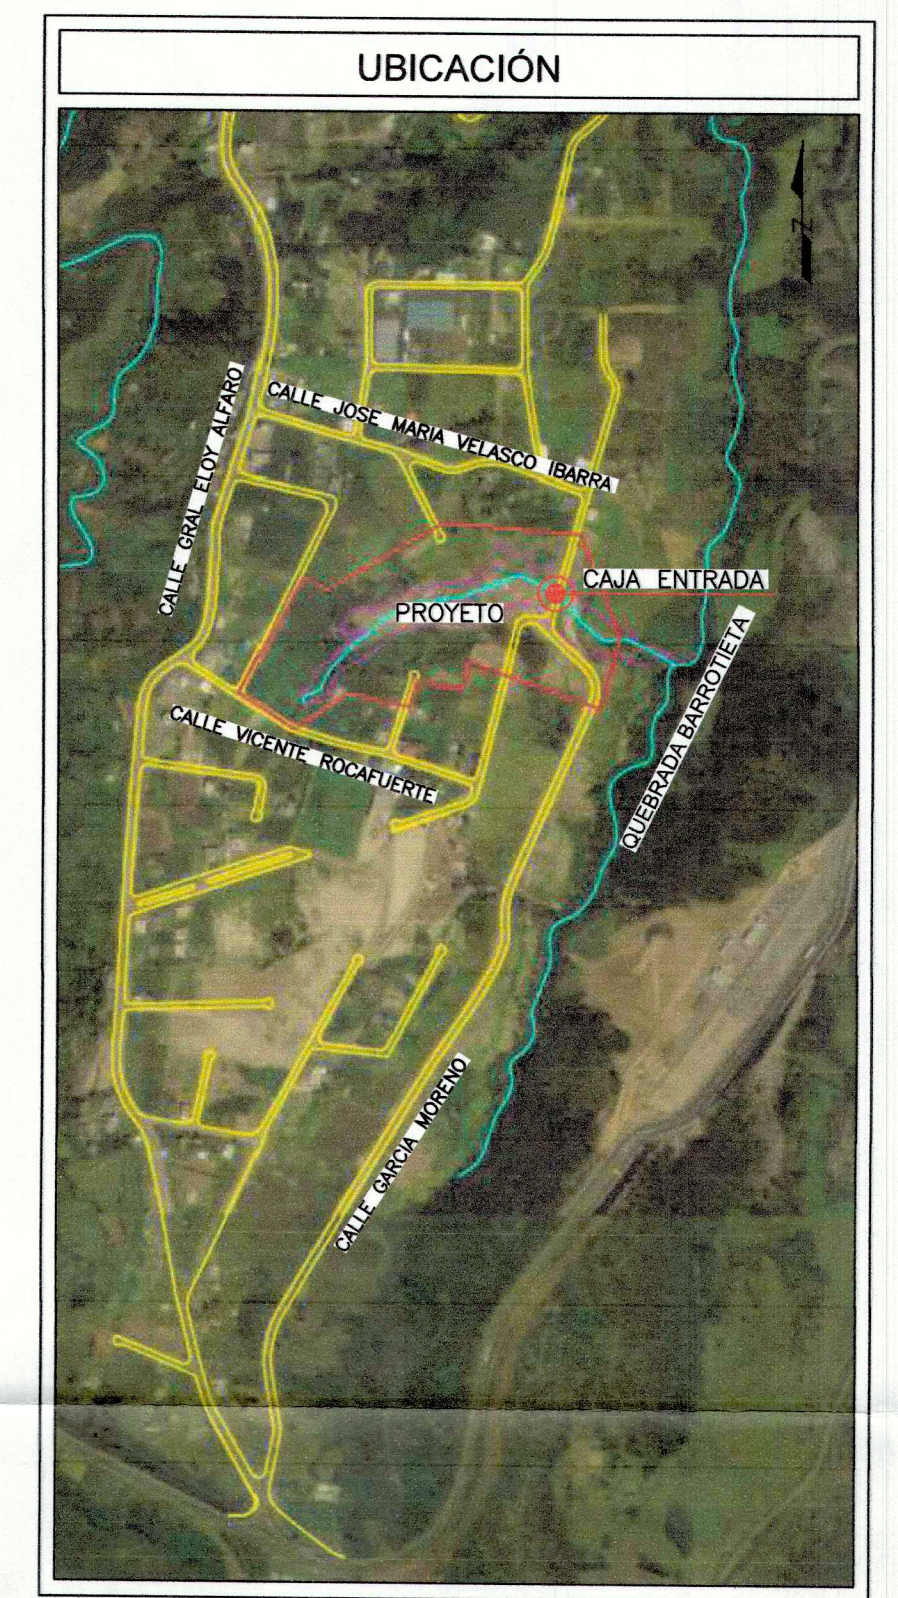 UBICACIÓN
N
CALLE GRAL ELOY ALFARO
CALLE JOSE MARIA VELASCO IBARRA
CAJA ENTRADA
PROYETO
QUEBRADA BARROTIETA
CALLE VICENTE ROCAFUERTE
CALLE GARCIA MORENO